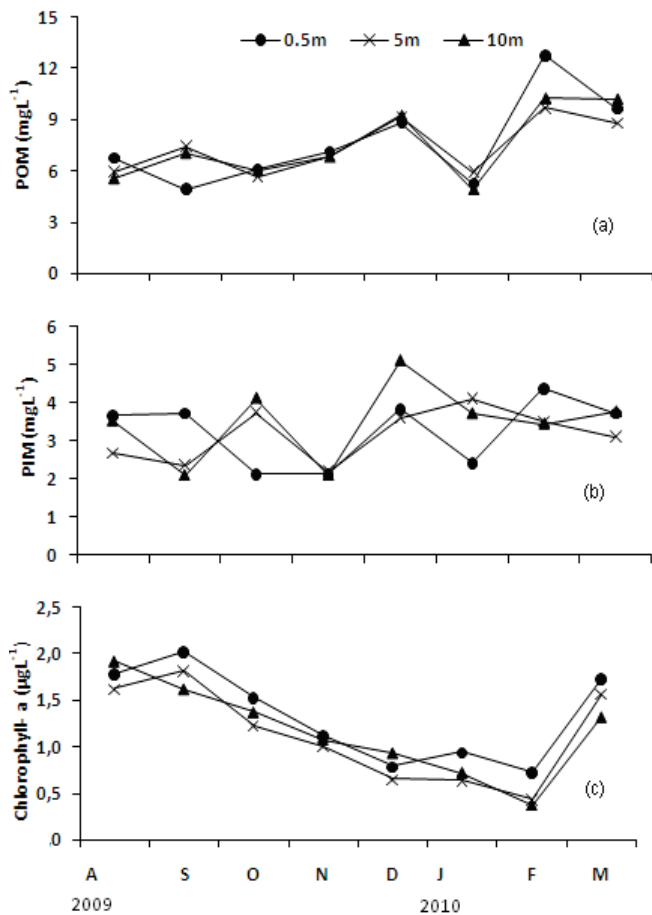 15
12
9
6
3
0
POM (mgL⁻¹)
0.5m 5m 10m
(a)
6
5
4
3
2
1
0
PIM (mgL⁻¹)
(b)
2,5
2,0
1,5
1,0
0,5
,0
Chlorophyll- a (µgL⁻¹)
(c)
A S O N D J F M
2009 2010